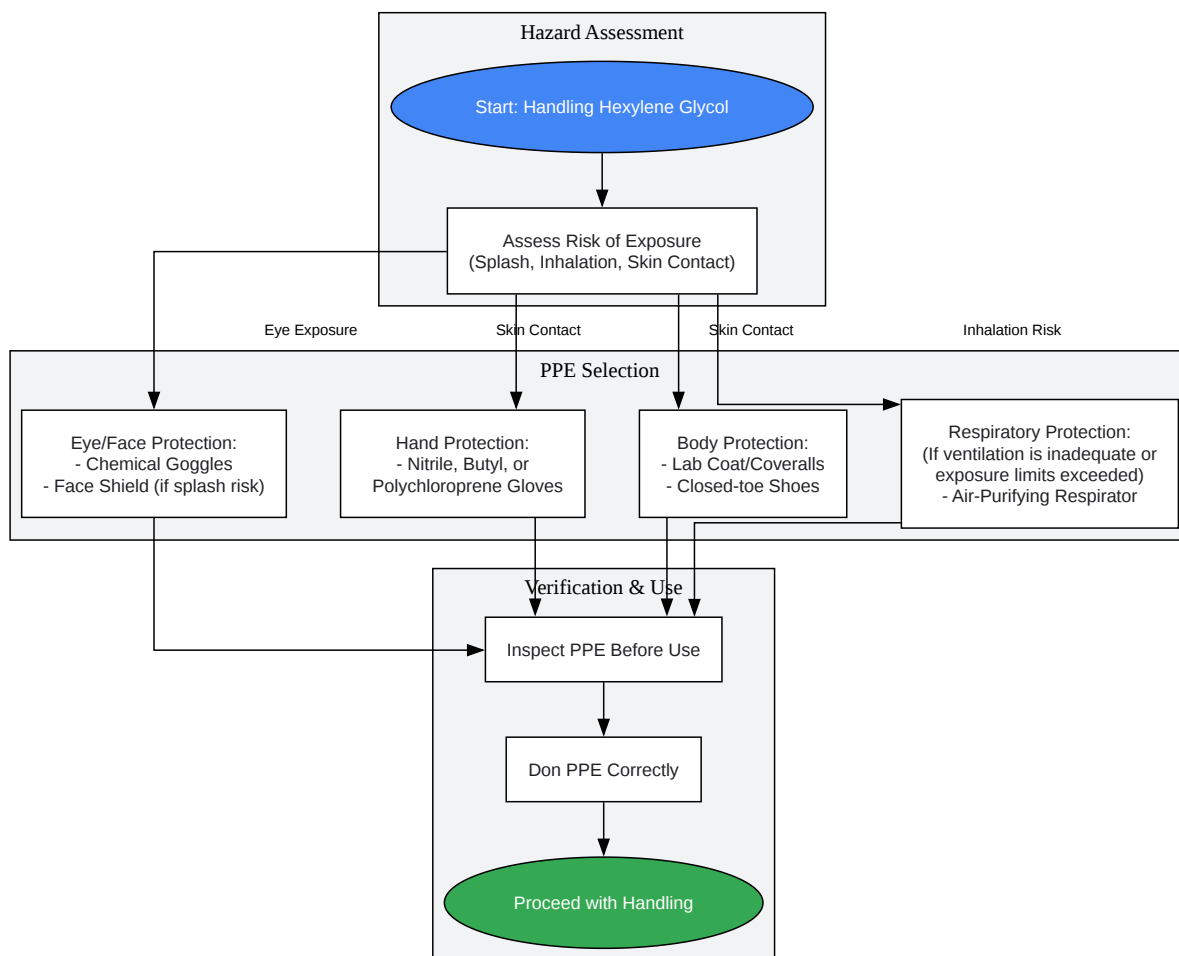 Hazard Assessment
Start: Handling Hexylene Glycol
Assess Risk of Exposure
(Splash, Inhalation, Skin Contact)
Eye Exposure
Skin Contact
Skin Contact
Inhalation Risk
PPE Selection
Eye/Face Protection:
- Chemical Goggles
- Face Shield (if splash risk)
Hand Protection:
- Nitrile, Butyl, or
Polychloroprene Gloves
Body Protection:
- Lab Coat/Coveralls
- Closed-toe Shoes
Respiratory Protection:
(If ventilation is inadequate or
exposure limits exceeded)
- Air-Purifying Respirator
Verification & Use
Inspect PPE Before Use
Don PPE Correctly
Proceed with Handling